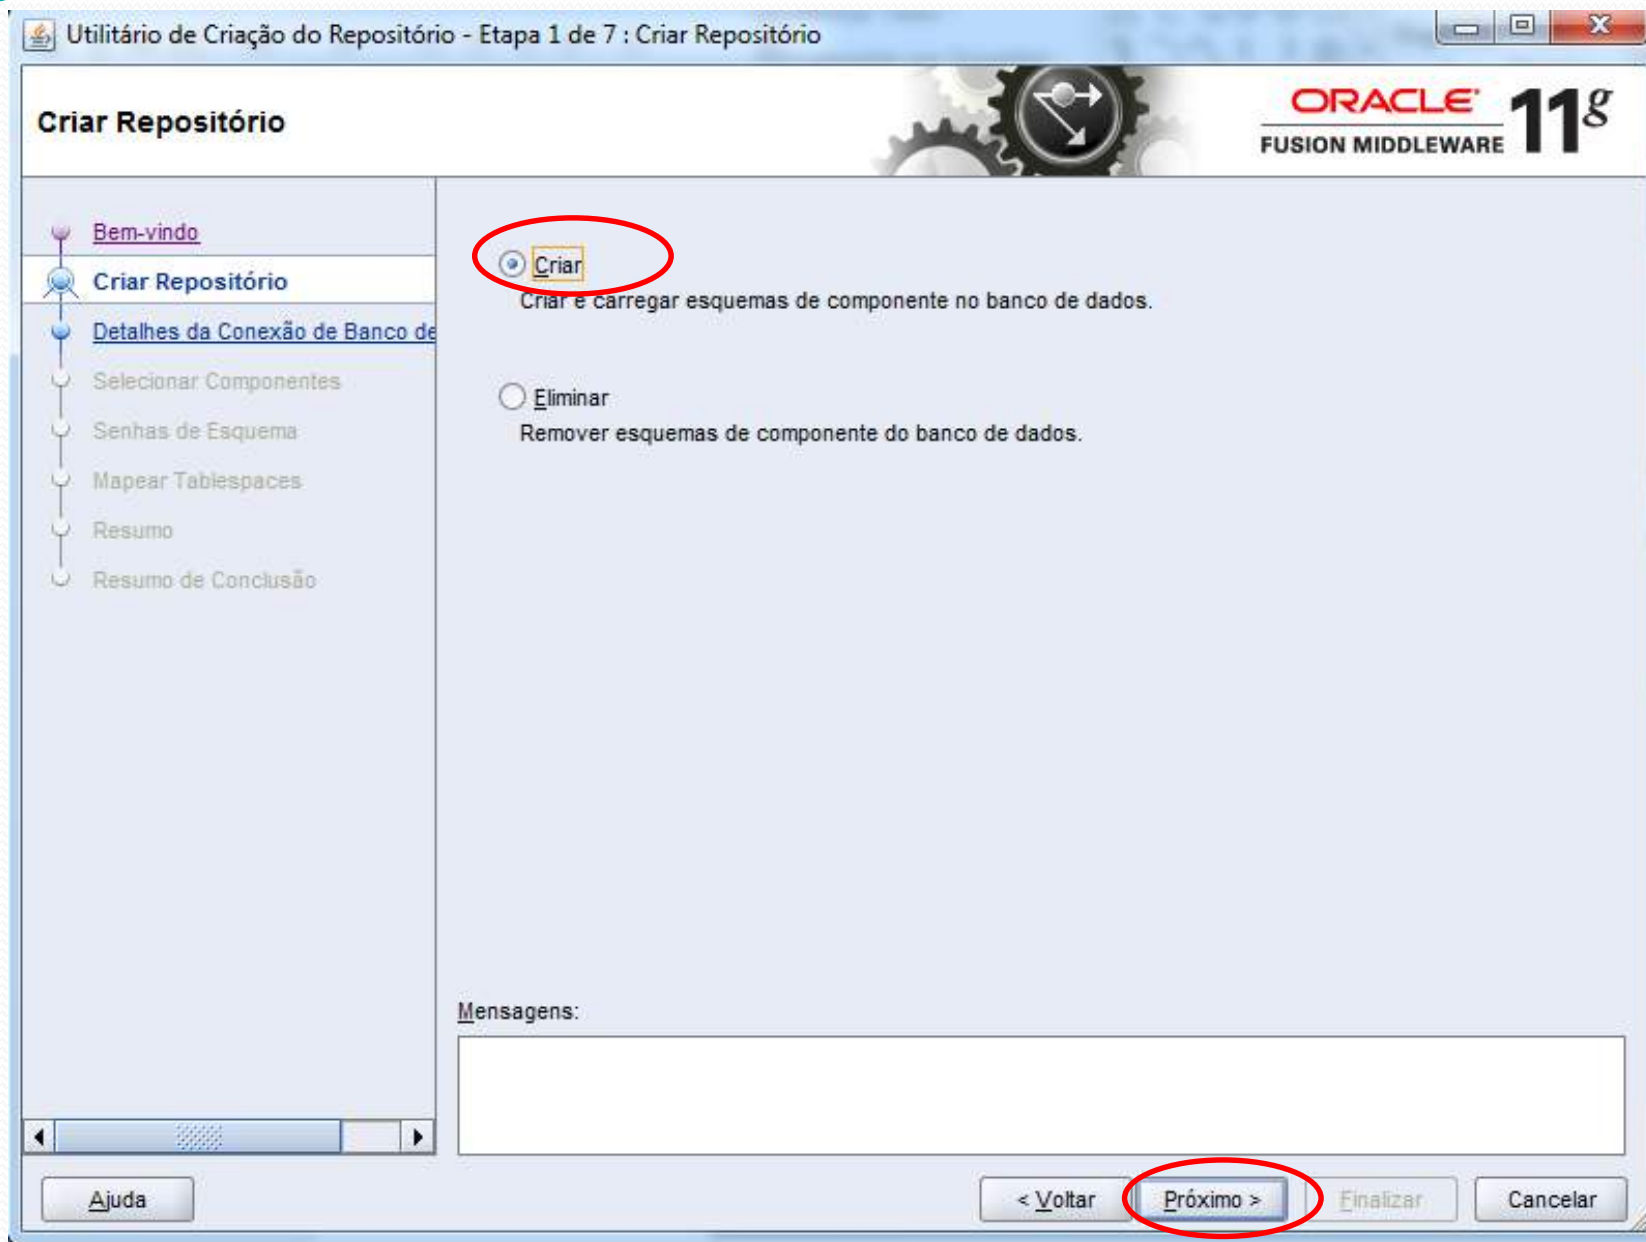 Utilitário de Criação do Repositório - Etapa 1 de 7 : Criar Repositório
Criar Repositório
ORACLE 11g
FUSION MIDDLEWARE
Bem-vindo
Criar Repositório
Detalhes da Conexão de Banco de
Selecionar Componentes
Senhas de Esquema
Mapear Tablespaces
Resumo
Resumo de Conclusão
Criar
Criar e carregar esquemas de componente no banco de dados.
Eliminar
Remover esquemas de componente do banco de dados.
Mensagens:
Ajuda
< Voltar
Próximo >
Finalizar
Cancelar